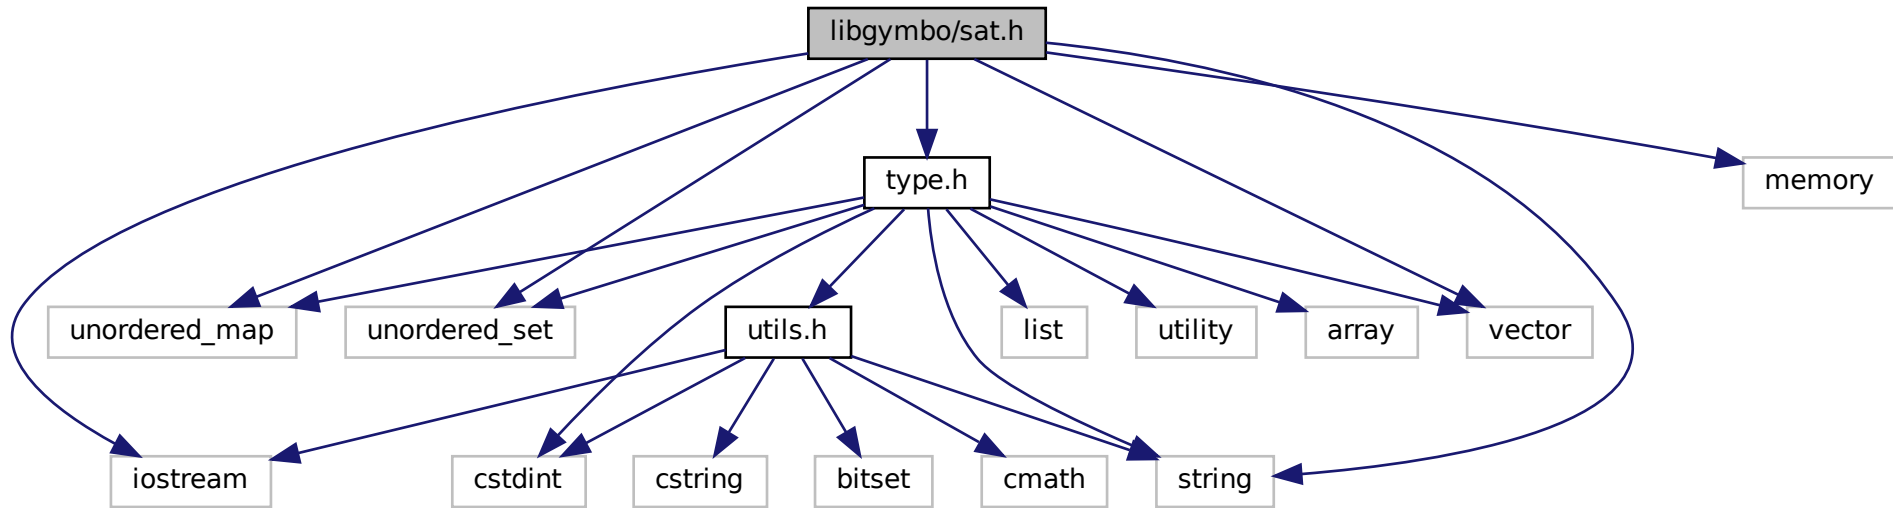 libgymbo/sat.h
type.h
memory
unordered_map
unordered_set
utils.h
list
utility
array
vector
iostream
cstdint
cstring
bitset
cmath
string